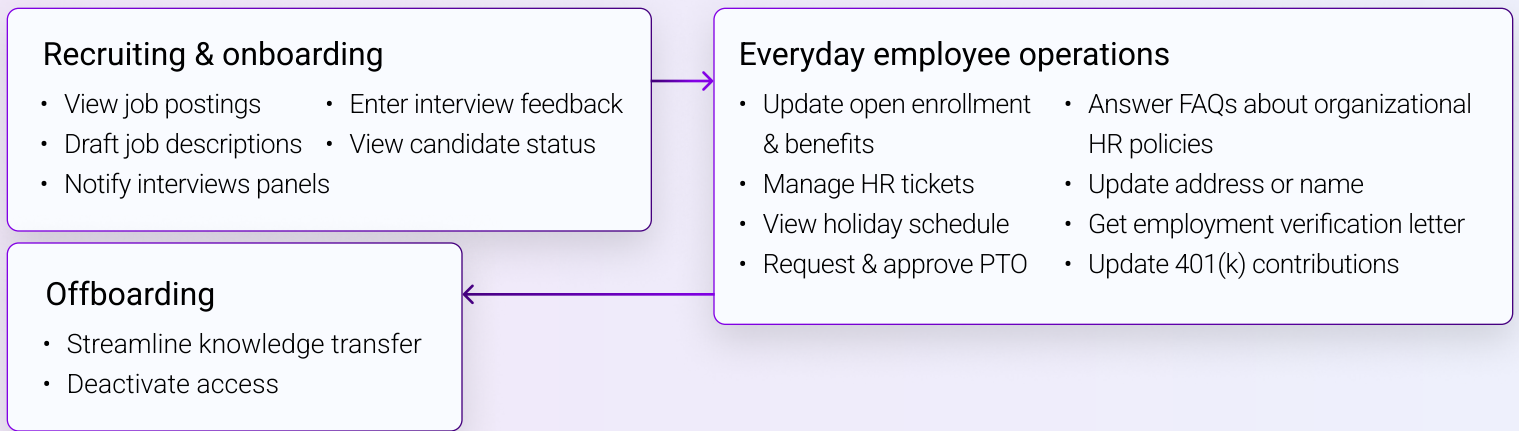 Recruiting & onboarding
• View job postings
• Draft job descriptions
• Notify interviews panels
• Enter interview feedback
• View candidate status
Everyday employee operations
• Update open enrollment
& benefits
• Manage HR tickets
• View holiday schedule
• Request & approve PTO
• Answer FAQs about organizational
HR policies
• Update address or name
• Get employment verification letter
• Update 401(k) contributions
Offboarding
• Streamline knowledge transfer
• Deactivate access